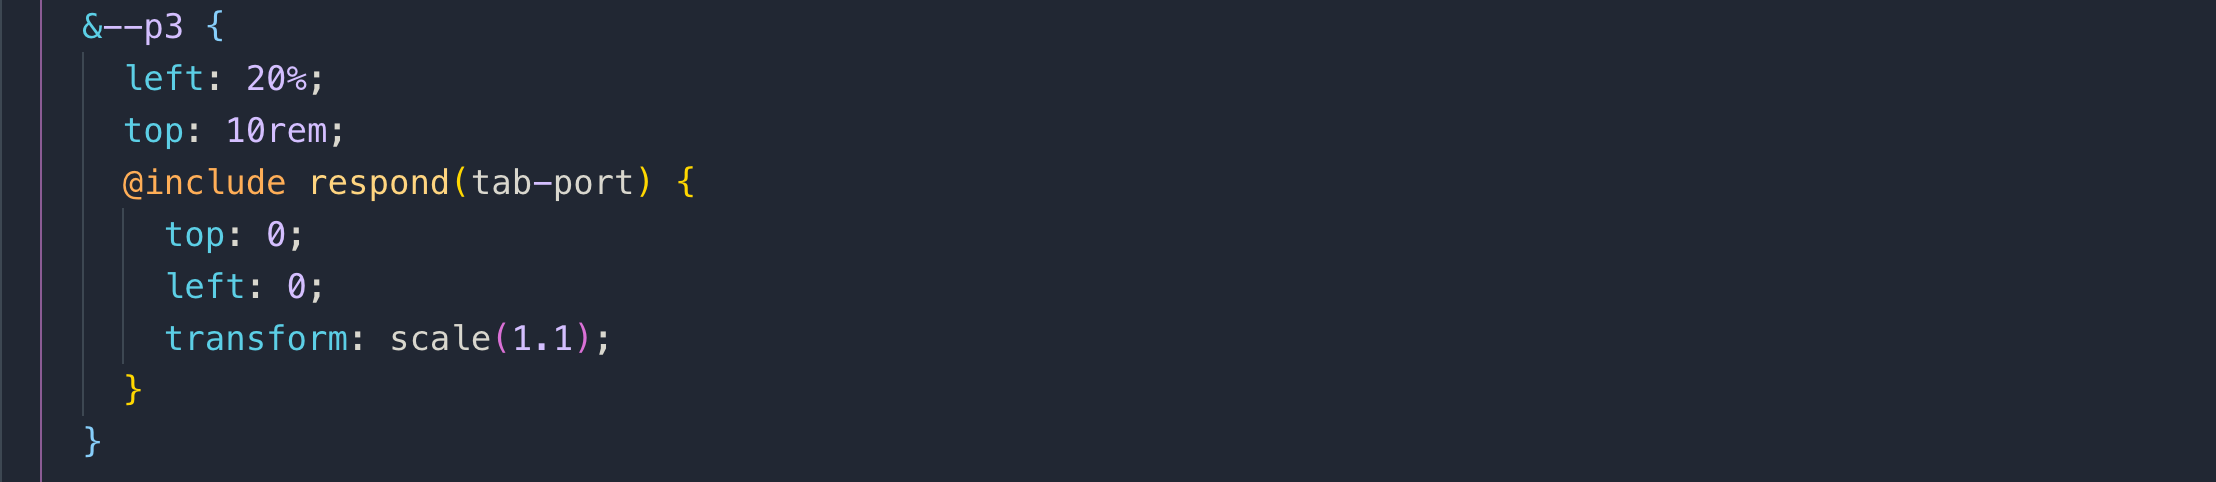 &--p3 {
left: 20%;
top: 10rem;
@include respond(tab-port) {
top: 0;
left: 0;
transform: scale(1.1);
}
}